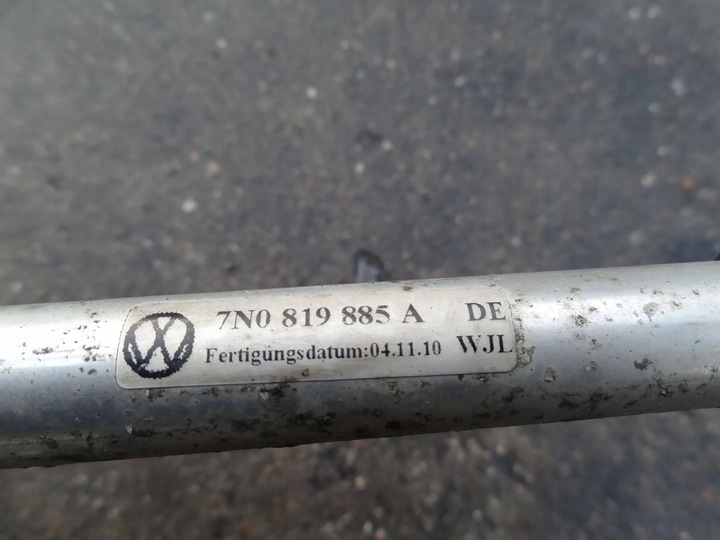 7N0 819 885 A DE
Fertigungsdatum:04.11.10 WJL